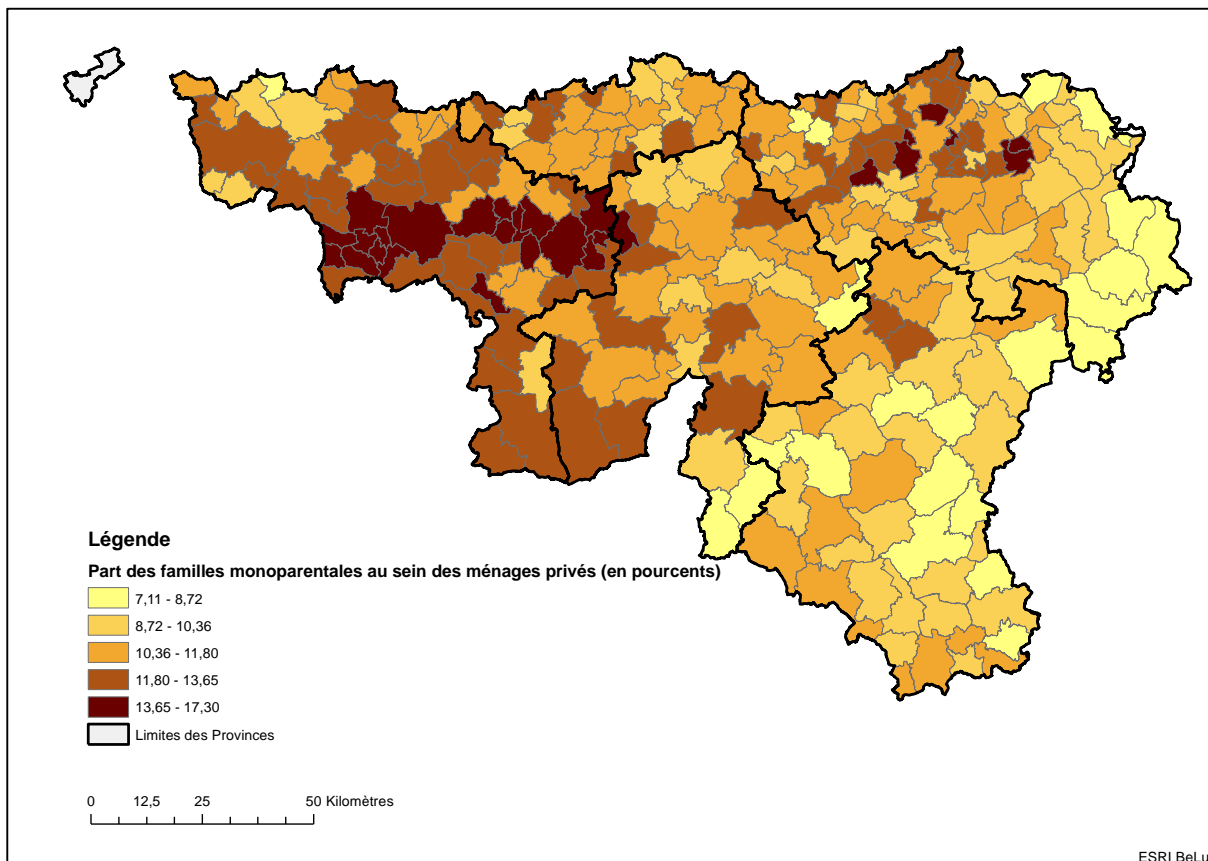 Légende
Part des familles monoparentales au sein des ménages privés (en pourcents)
7,11 - 8,72
8,72 - 10,36
10,36 - 11,80
11,80 - 13,65
13,65 - 17,30
Limites des Provinces
0 12,5 25 50 Kilomètres
ESRI BeLu